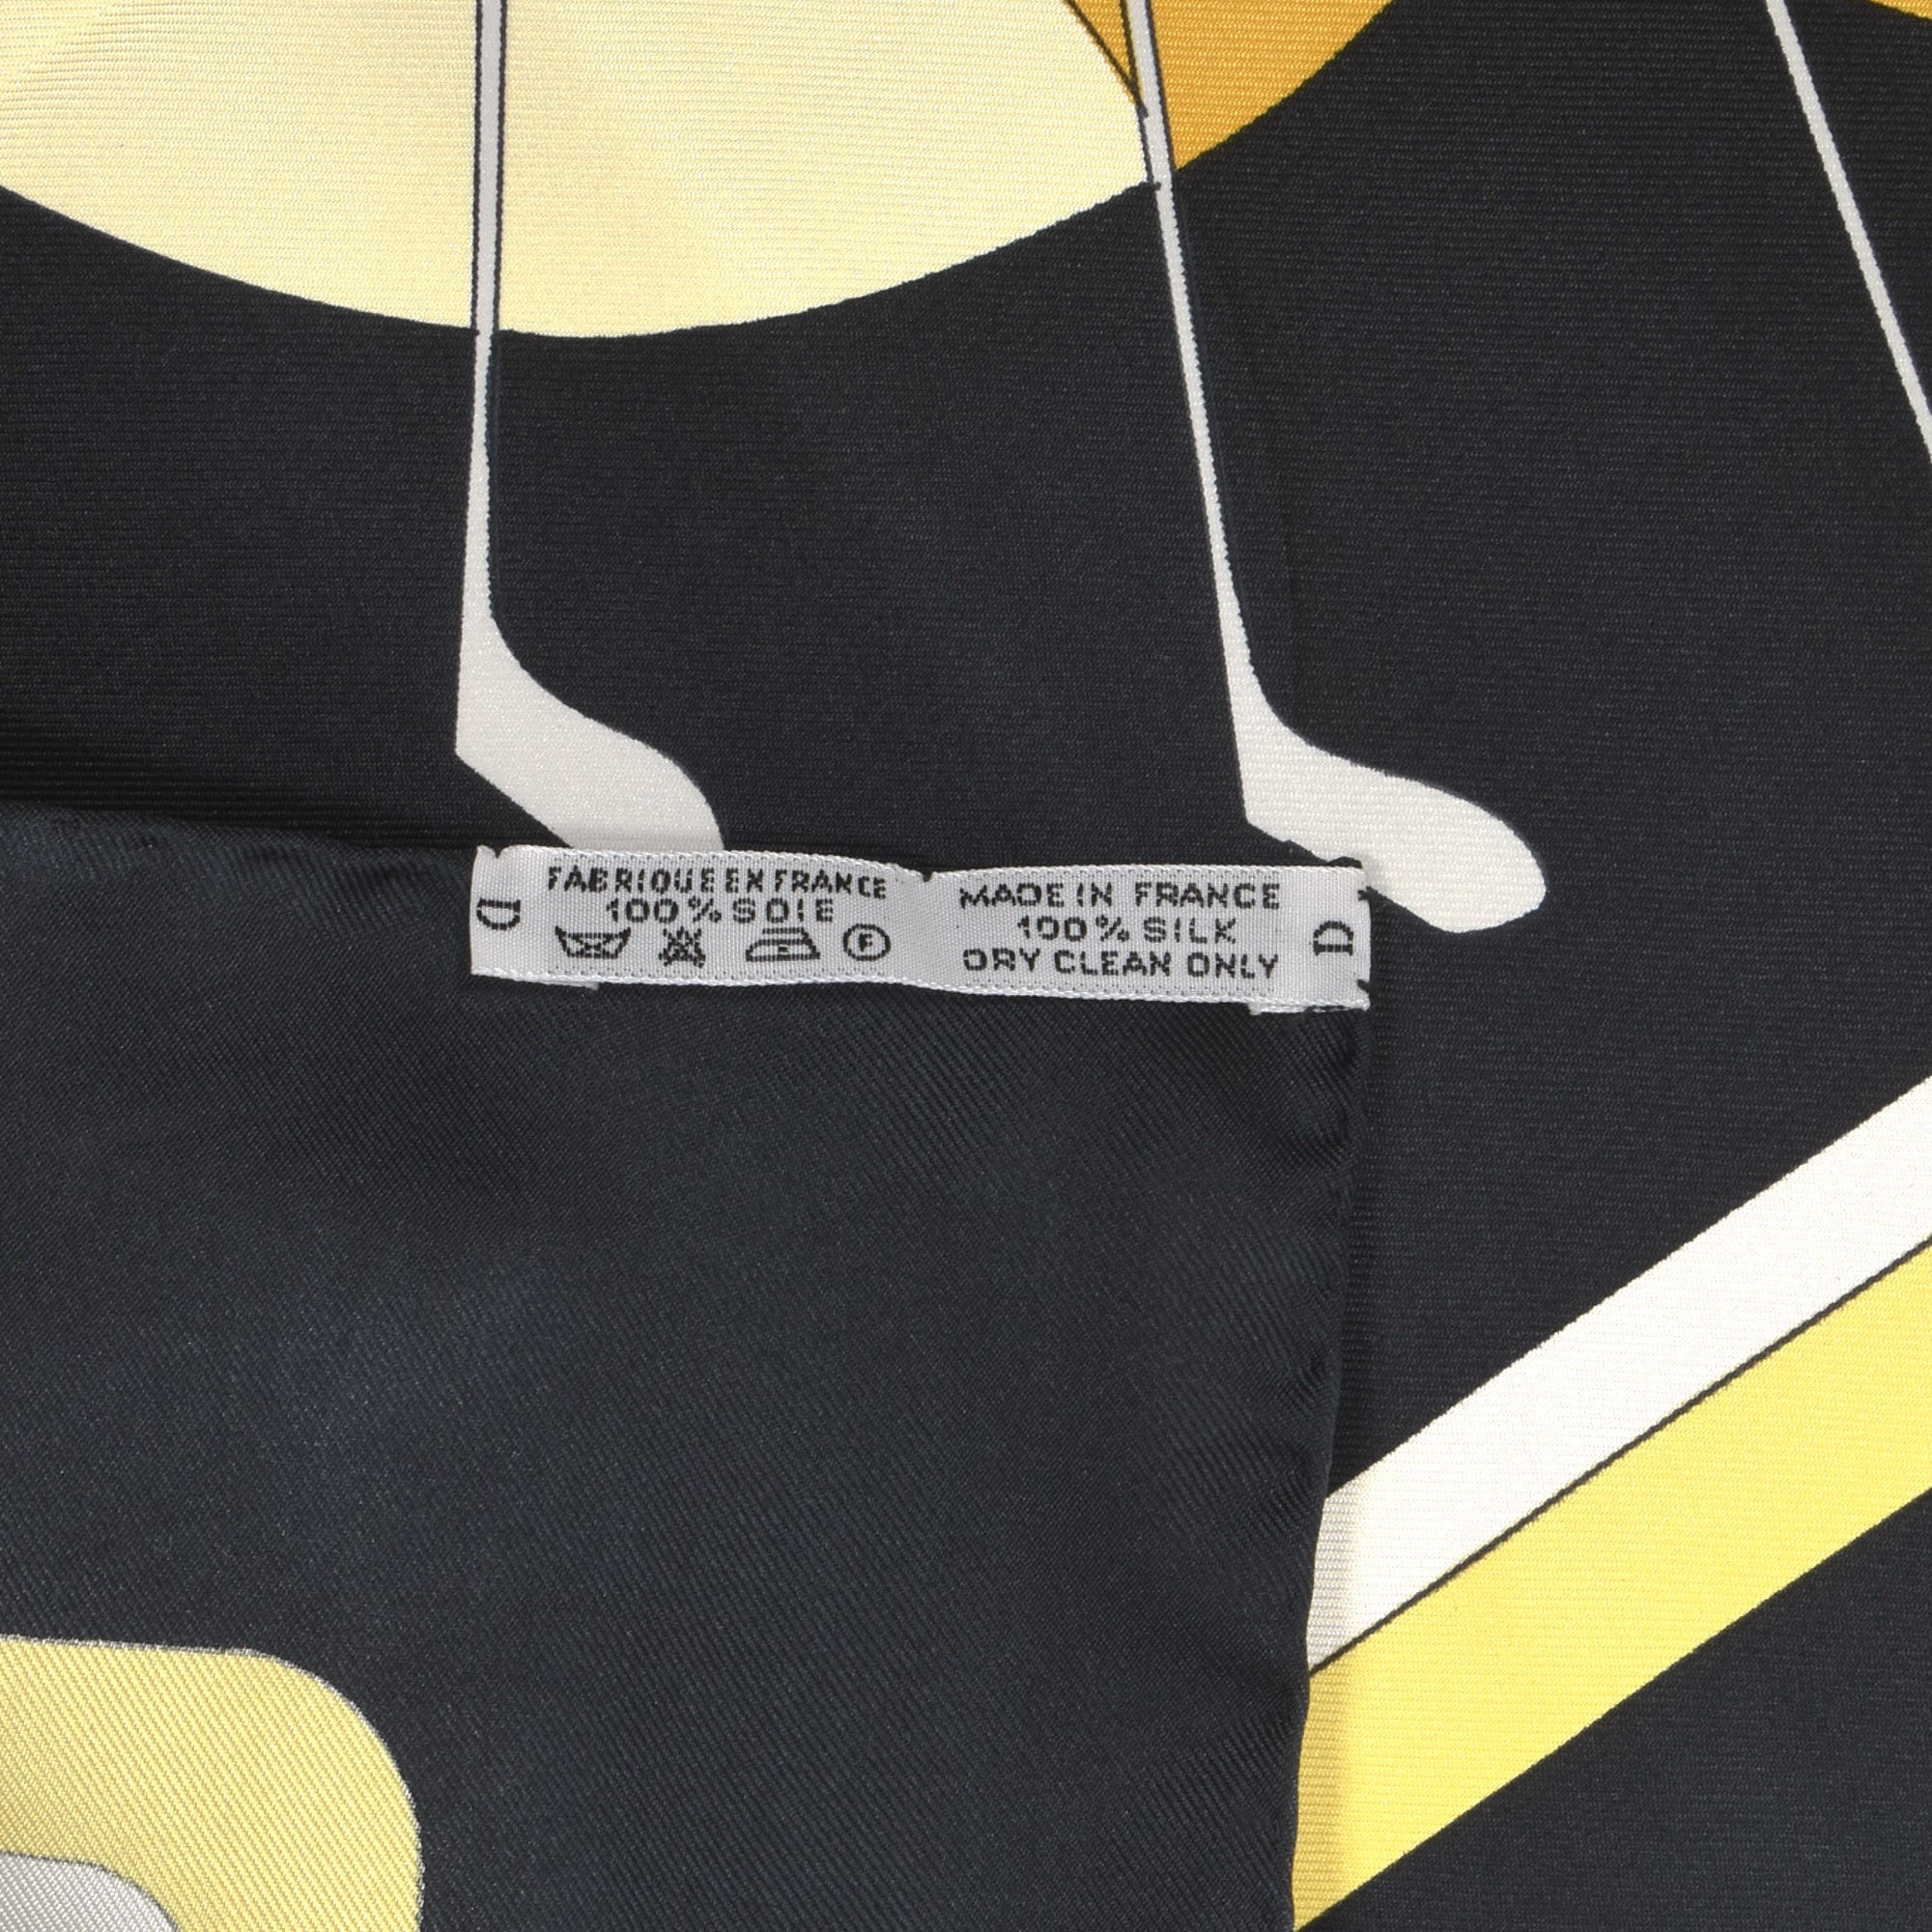 D
FABRIQUE EN FRANCE
100% SOIE
F
MADE IN FRANCE
100% SILK
DRY CLEAN ONLY
D